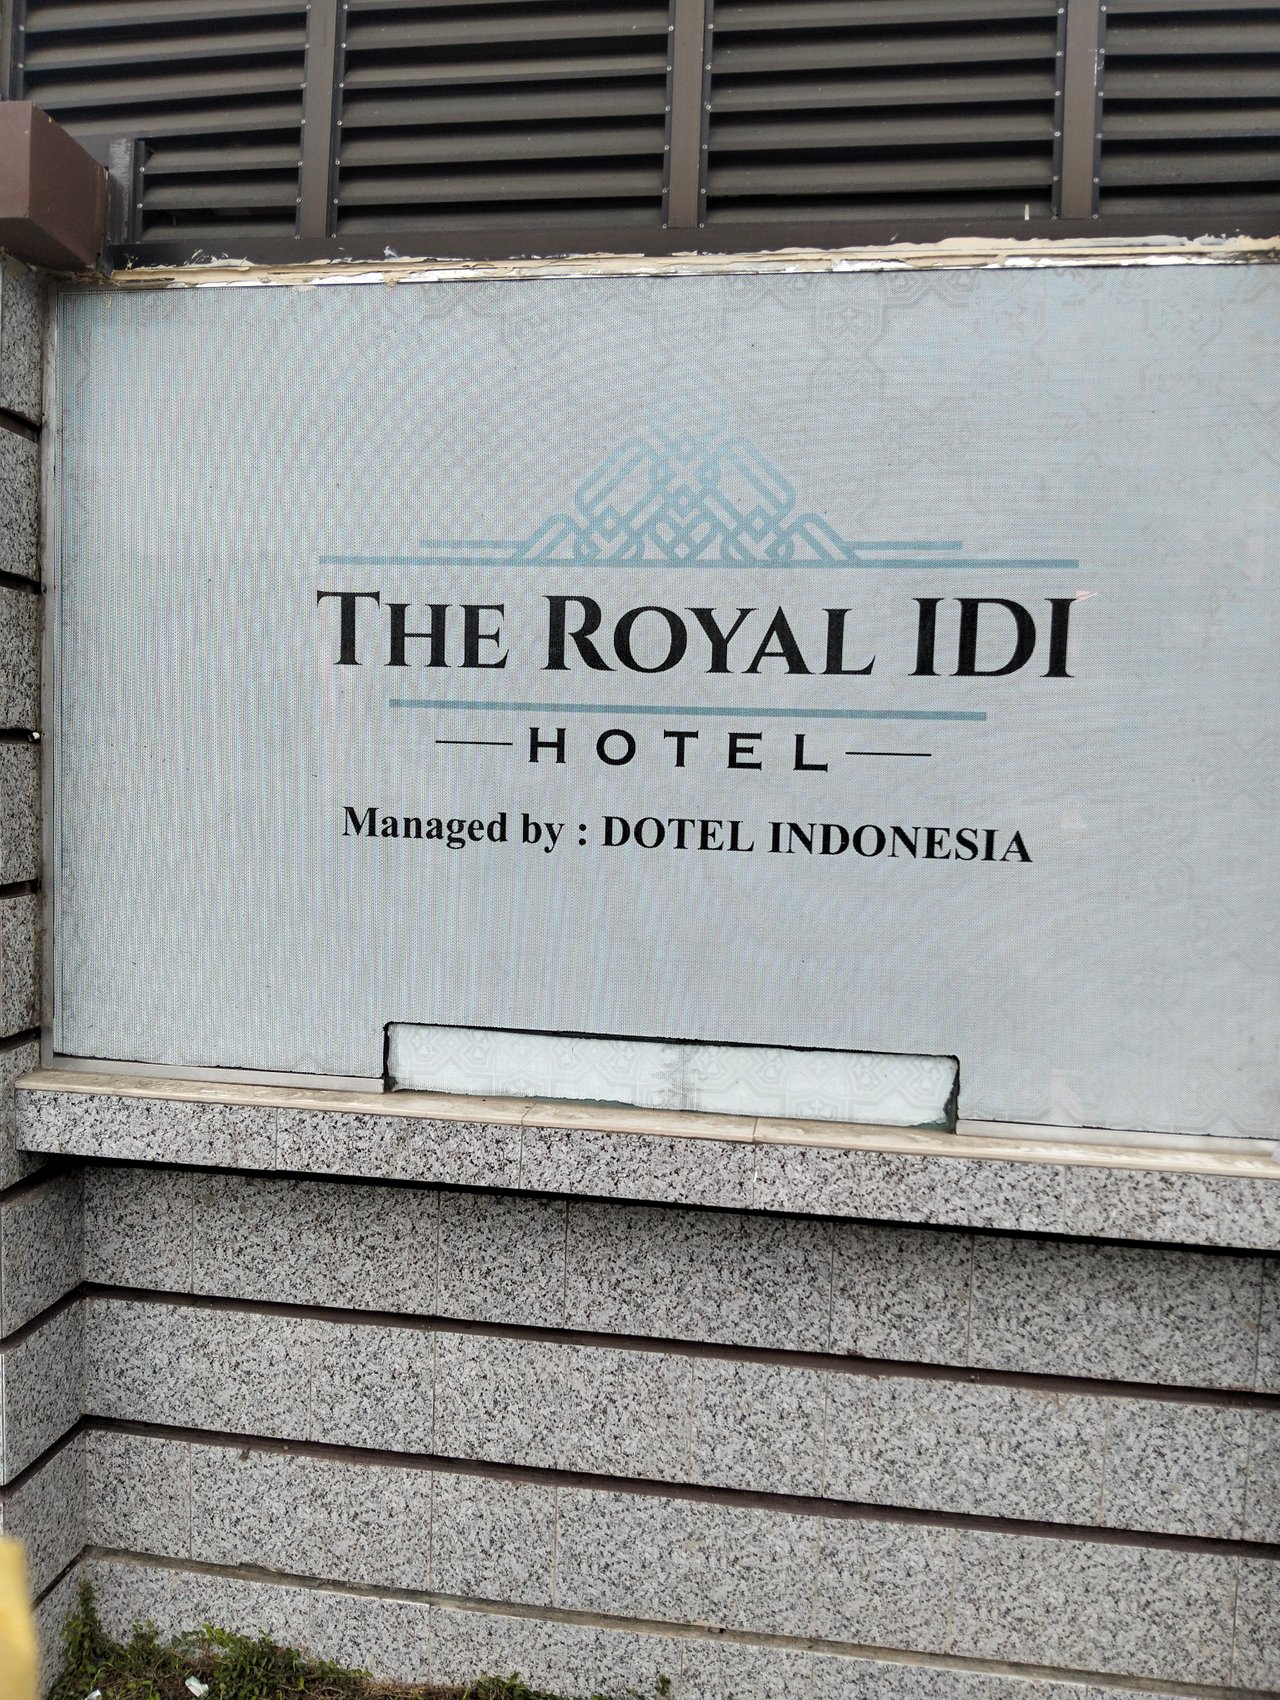 THE ROYAL IDI
HOTEL
Managed by : DOTEL INDONESIA